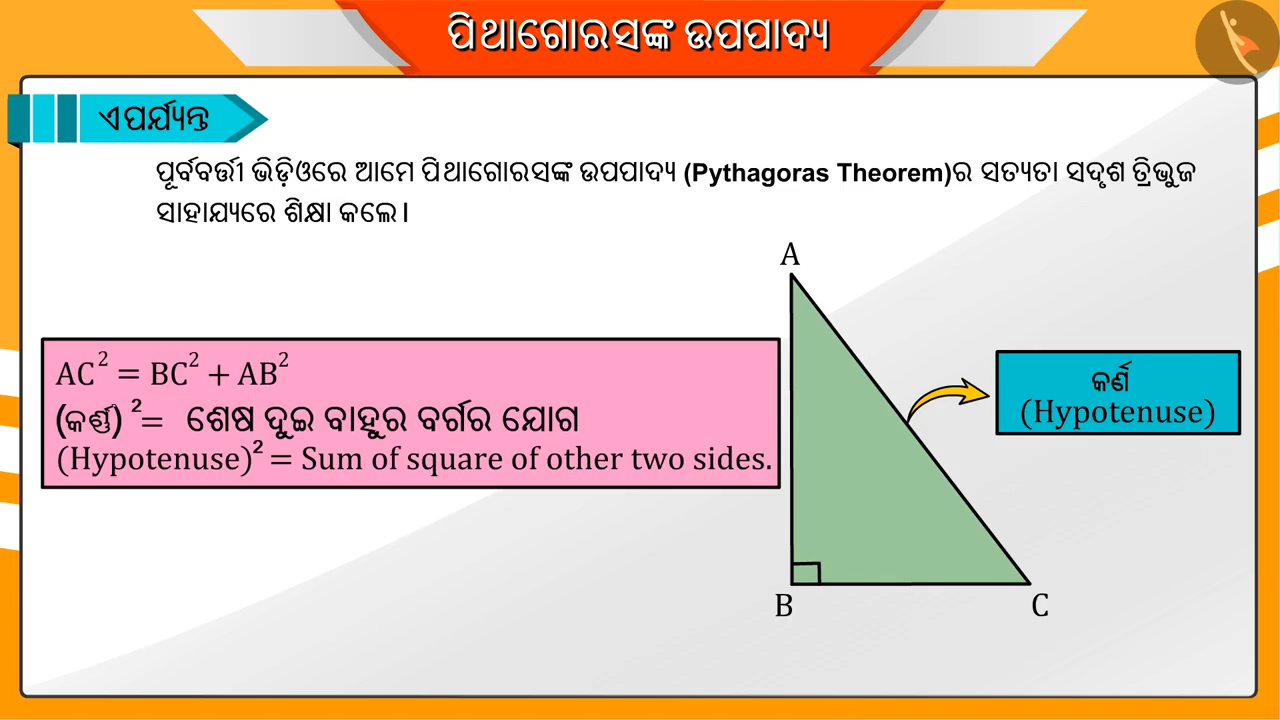 ପିଥାଗୋରସଙ୍କ ଉପପାଦ୍ୟ
ଏପର୍ଯ୍ୟନ୍ତ
ପୂର୍ବବର୍ତ୍ତୀ ଭିଡ଼ିଓରେ ଆମେ ପିଥାଗୋରସଙ୍କ ଉପପାଦ୍ୟ (Pythagoras Theorem)ର ସତ୍ୟତା ସଦୃଶ ତ୍ରିଭୁଜ
ସାହାଯ୍ୟରେ ଶିକ୍ଷା କଲେ।
A
AC² = BC² + AB²
(କର୍ଣ୍ଣ) ²= ଶେଷ ଦୁଇ ବାହୁର ବର୍ଗର ଯୋଗ
(Hypotenuse)² = Sum of square of other two sides.
କର୍ଣ
(Hypotenuse)
B
C